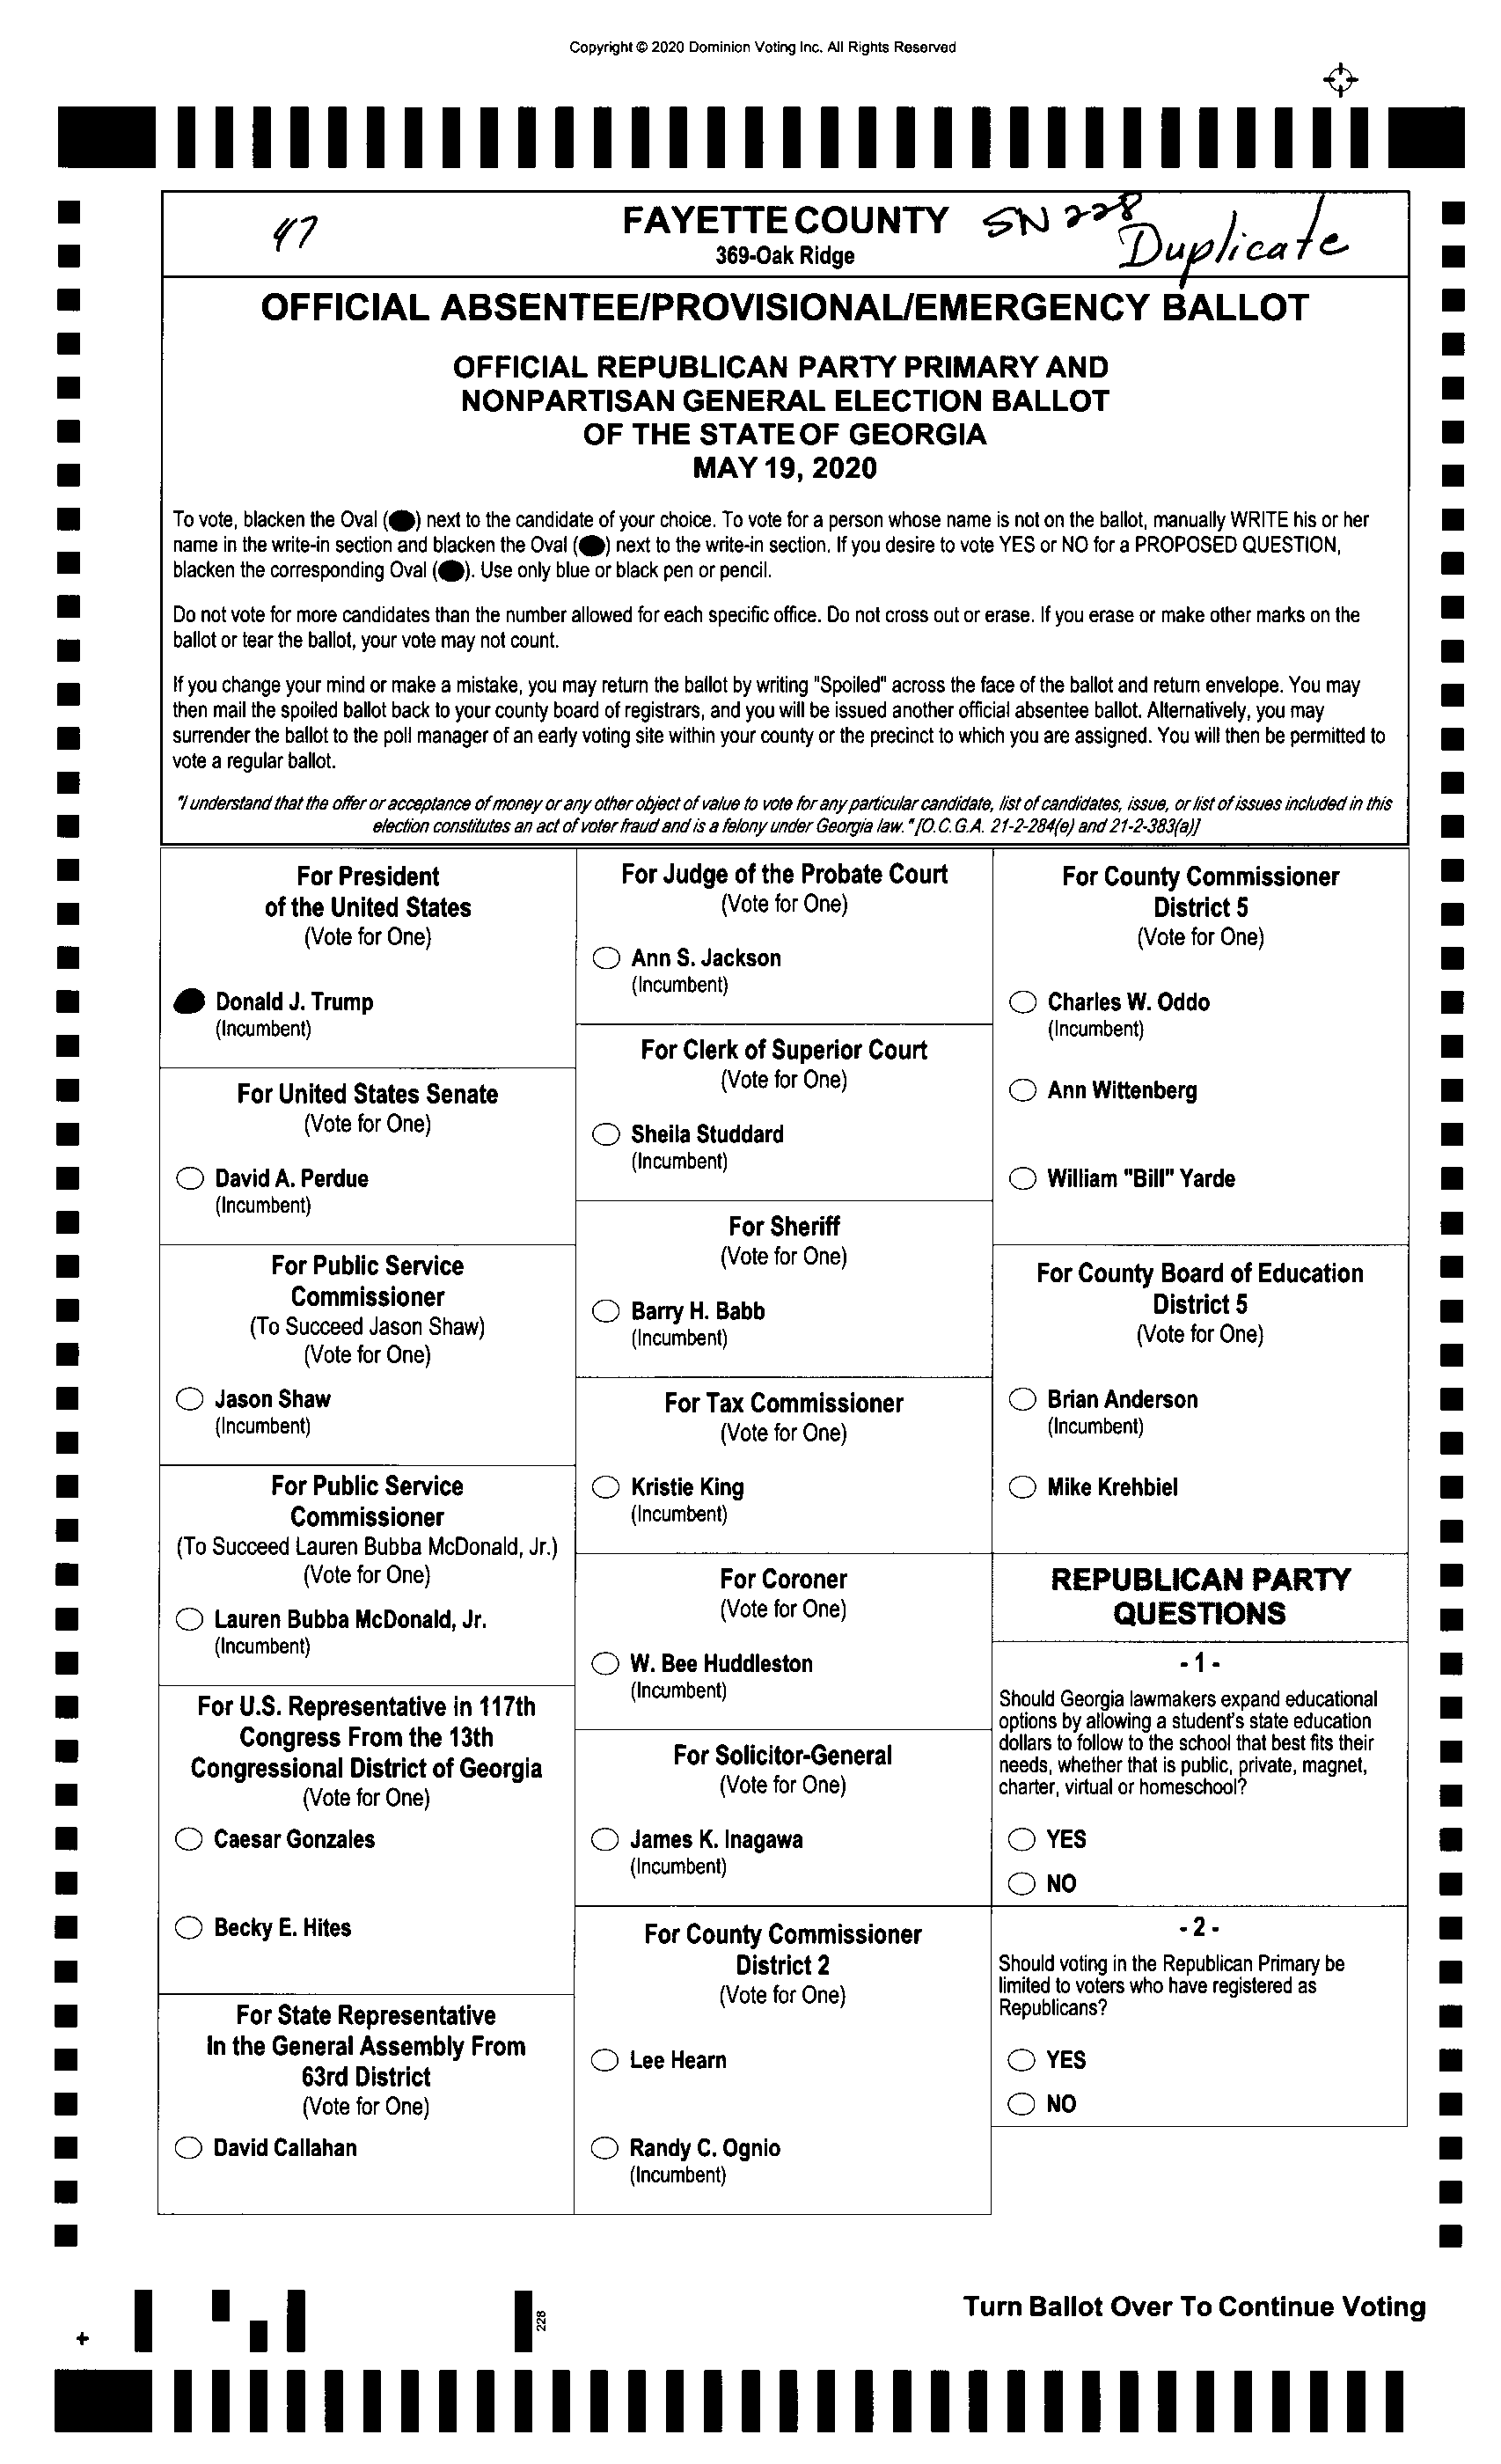 Copyright © 2020 Dominion Voting Inc. All Rights Reserved
47
FAYETTE COUNTY
SN 228
369-Oak Ridge
Duplicate
OFFICIAL ABSENTEE/PROVISIONAL/EMERGENCY BALLOT
OFFICIAL REPUBLICAN PARTY PRIMARY AND
NONPARTISAN GENERAL ELECTION BALLOT
OF THE STATE OF GEORGIA
MAY 19, 2020
To vote, blacken the Oval ( ) next to the candidate of your choice. To vote for a person whose name is not on the ballot, manually WRITE his or her
name in the write-in section and blacken the Oval ( ) next to the write-in section. If you desire to vote YES or NO for a PROPOSED QUESTION,
blacken the corresponding Oval ( ). Use only blue or black pen or pencil.
Do not vote for more candidates than the number allowed for each specific office. Do not cross out or erase. If you erase or make other marks on the
ballot or tear the ballot, your vote may not count.
If you change your mind or make a mistake, you may return the ballot by writing "Spoiled" across the face of the ballot and return envelope. You may
then mail the spoiled ballot back to your county board of registrars, and you will be issued another official absentee ballot. Alternatively, you may
surrender the ballot to the poll manager of an early voting site within your county or the precinct to which you are assigned. You will then be permitted to
vote a regular ballot.
"I understand that the offer or acceptance of money or any other object of value to vote for any particular candidate, list of candidates, issue, or list of issues included in this
election constitutes an act of voter fraud and is a felony under Georgia law." [O.C.G.A. 21-2-284(e) and 21-2-383(a)]
For President
of the United States
(Vote for One)
Donald J. Trump
(Incumbent)
For United States Senate
(Vote for One)
David A. Perdue
(Incumbent)
For Public Service
Commissioner
(To Succeed Jason Shaw)
(Vote for One)
Jason Shaw
(Incumbent)
For Public Service
Commissioner
(To Succeed Lauren Bubba McDonald, Jr.)
(Vote for One)
Lauren Bubba McDonald, Jr.
(Incumbent)
For U.S. Representative in 117th
Congress From the 13th
Congressional District of Georgia
(Vote for One)
Caesar Gonzales
Becky E. Hites
For State Representative
In the General Assembly From
63rd District
(Vote for One)
David Callahan
For Judge of the Probate Court
(Vote for One)
Ann S. Jackson
(Incumbent)
For Clerk of Superior Court
(Vote for One)
Sheila Studdard
(Incumbent)
For Sheriff
(Vote for One)
Barry H. Babb
(Incumbent)
For Tax Commissioner
(Vote for One)
Kristie King
(Incumbent)
For Coroner
(Vote for One)
W. Bee Huddleston
(Incumbent)
For Solicitor-General
(Vote for One)
James K. Inagawa
(Incumbent)
For County Commissioner
District 2
(Vote for One)
Lee Hearn
Randy C. Ognio
(Incumbent)
For County Commissioner
District 5
(Vote for One)
Charles W. Oddo
(Incumbent)
Ann Wittenberg
William "Bill" Yarde
For County Board of Education
District 5
(Vote for One)
Brian Anderson
(Incumbent)
Mike Krehbiel
REPUBLICAN PARTY
QUESTIONS
- 1 -
Should Georgia lawmakers expand educational
options by allowing a student's state education
dollars to follow to the school that best fits their
needs, whether that is public, private, magnet,
charter, virtual or homeschool?
YES
NO
- 2 -
Should voting in the Republican Primary be
limited to voters who have registered as
Republicans?
YES
NO
228
Turn Ballot Over To Continue Voting